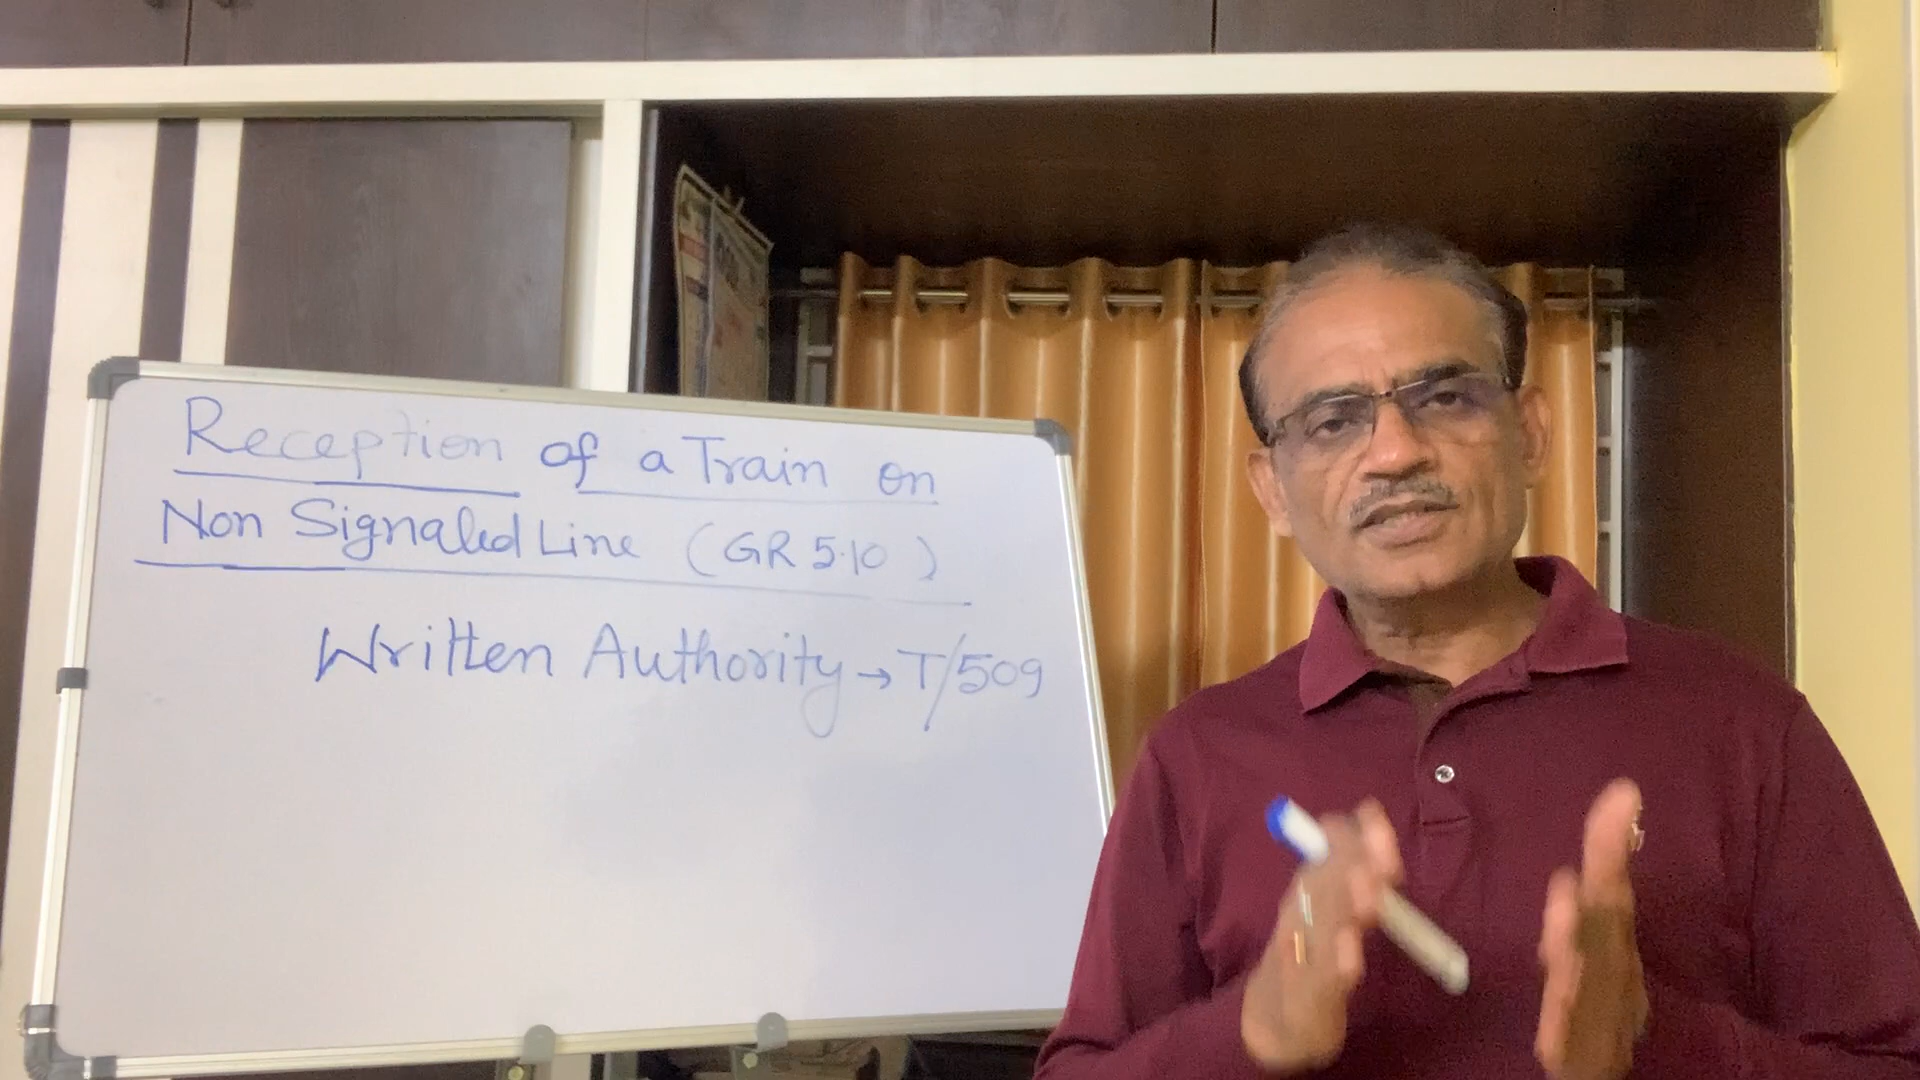 Reception of a Train on
Non Signaled Line (GR 5.10)
Written Authority → T/509